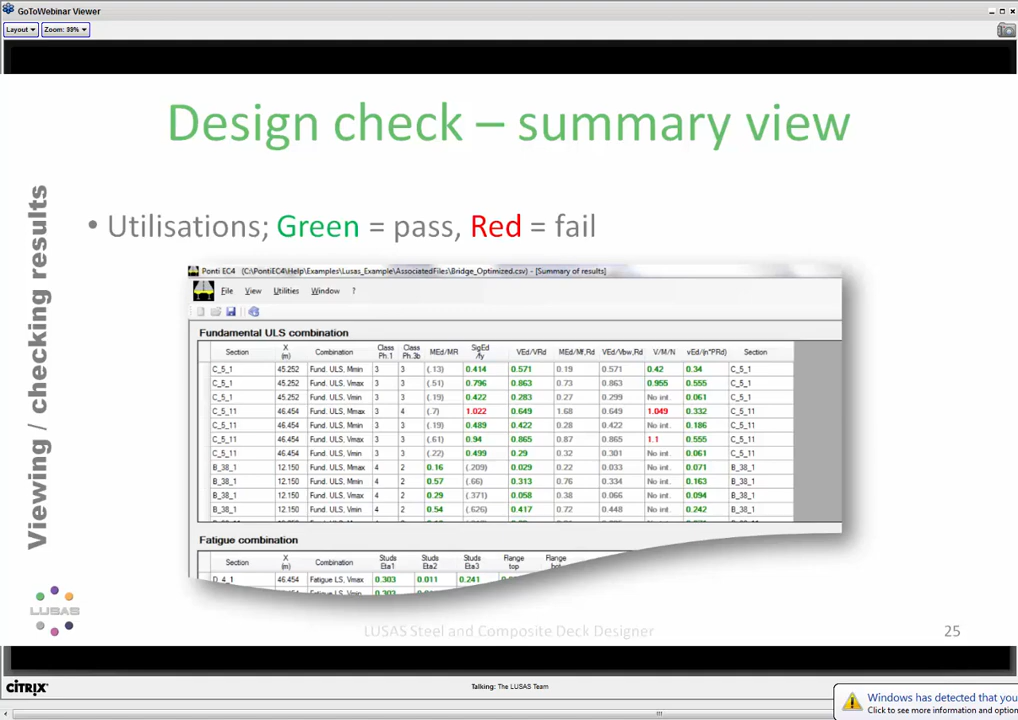 GoToWebinar Viewer
Layout Zoom: 99%
Design check – summary view
Viewing / checking results
• Utilisations; Green = pass, Red = fail
Ponti EC4 (C:\PontiEC4\Help\Examples\Lusas_Example\AssociatedFiles\Bridge_Optimized.csv) - [Summary of results]
File View Utilities Window ?
Fundamental ULS combination
Section X (m) Combination Class Ph.1 Class Ph.3b MEd/MR SigEd /fy VEd/VRd MEd/Mf,Rd VEd/Vbw,Rd V/M/N vEd/(n*PRd) Section
C_5_1 45.252 Fund. ULS, Mmin 3 3 (.13) 0.414 0.571 0.19 0.571 0.42 0.34 C_5_1
C_5_1 45.252 Fund. ULS, Vmin 3 3 (.51) 0.796 0.863 0.73 0.863 0.955 0.555 C_5_1
C_5_1 45.252 Fund. ULS, Vmax 3 3 (.19) 0.422 0.283 0.27 0.299 No int. 0.061 C_5_1
C_5_11 46.454 Fund. ULS, Mmax 3 4 (.7) 1.022 0.649 1.68 0.649 1.049 0.332 C_5_11
C_5_11 46.454 Fund. ULS, Mmin 3 3 (.19) 0.489 0.422 0.28 0.422 No int. 0.186 C_5_11
C_5_11 46.454 Fund. ULS, Vmax 3 3 (.61) 0.94 0.865 0.87 0.865 1.1 0.555 C_5_11
C_5_11 46.454 Fund. ULS, Vmin 3 3 (.22) 0.499 0.29 0.32 0.301 No int. 0.061 C_5_11
B_38_1 12.150 Fund. ULS, Mmax 4 2 0.16 (.209) 0.029 0.22 0.033 No int. 0.071 B_38_1
B_38_1 12.150 Fund. ULS, Mmin 4 2 0.57 (.66) 0.313 0.76 0.334 No int. 0.163 B_38_1
B_38_1 12.150 Fund. ULS, Vmax 4 2 0.29 (.371) 0.058 0.38 0.066 No int. 0.094 B_38_1
B_38_1 12.150 Fund. ULS, Vmin 4 2 0.54 (.626) 0.417 0.72 0.448 No int. 0.242 B_38_1
Fatigue combination
Section X (m) Combination Studs Eta1 Studs Eta2 Studs Eta3 Range top Range
D_4_1 46.454 Fatigue LS, Vmax 0.303 0.011 0.241
LUSAS
LUSAS Steel and Composite Deck Designer
25
CITRIX
Talking: The LUSAS Team
Windows has detected that you
Click to see more information and option